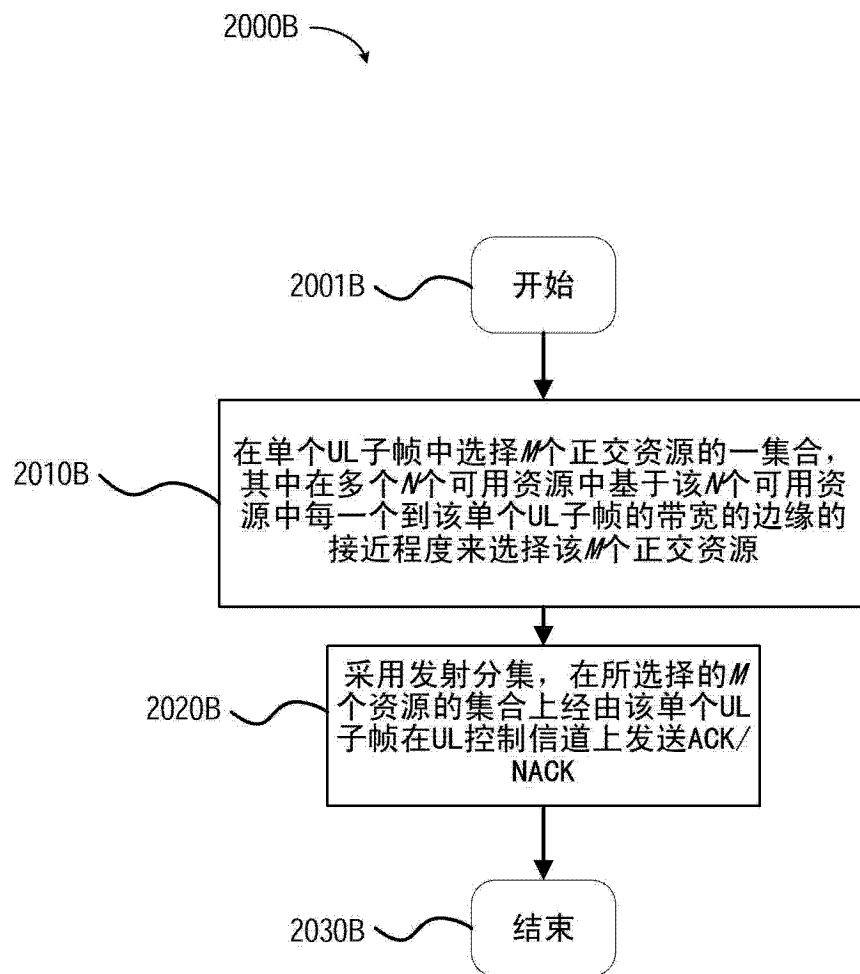 2000B
2001B
开始
2010B
在单个UL子帧中选择M个正交资源的一集合，
其中在多个N个可用资源中基于该N个可用资
源中每一个到该单个UL子帧的带宽的边缘的
接近程度来选择该M个正交资源
2020B
采用发射分集，在所选择的M
个资源的集合上经由该单个UL
子帧在UL控制信道上发送ACK/
NACK
2030B
结束